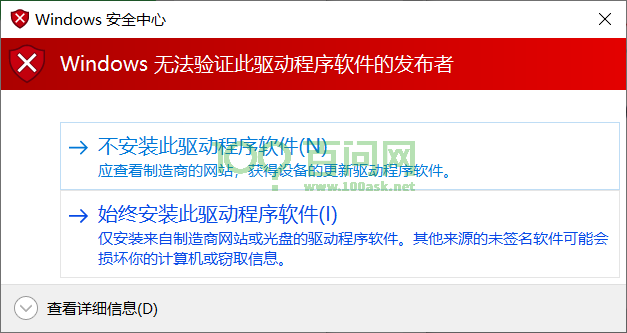 Windows 安全中心
Windows 无法验证此驱动程序软件的发布者
不安装此驱动程序软件(N)
应查看制造商的网站，获得设备的更新驱动程序软件。
百问网
www.100ask.net
始终安装此驱动程序软件(I)
仅安装来自制造商网站或光盘的驱动程序软件。其他来源的未签名软件可能会
损坏你的计算机或窃取信息。
查看详细信息(D)